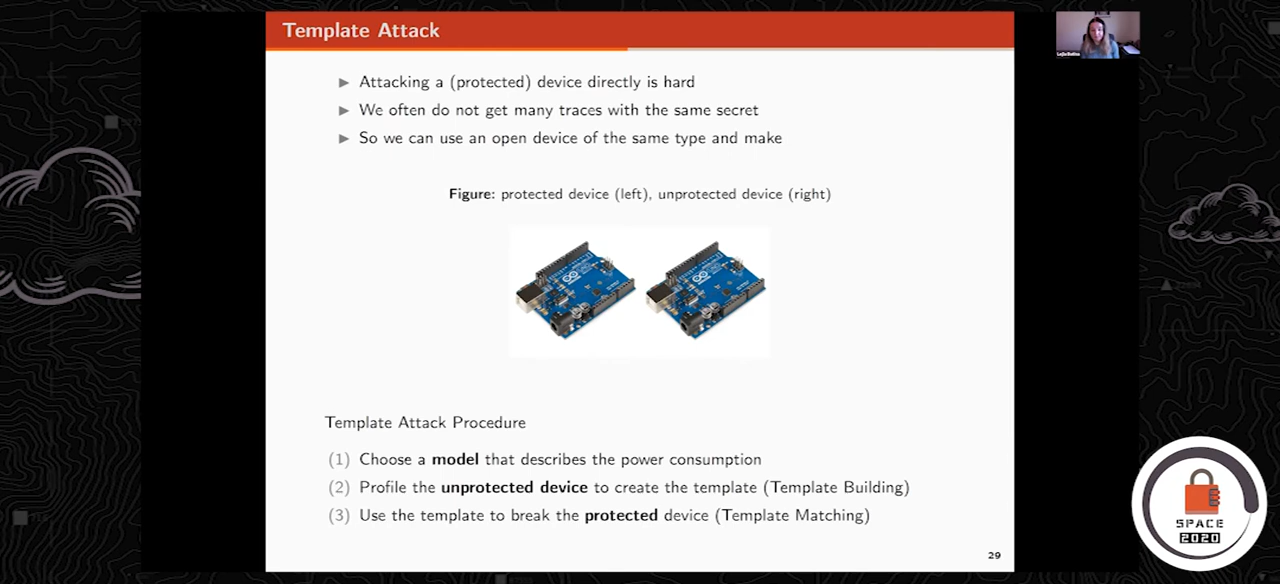 Template Attack
▶ Attacking a (protected) device directly is hard
▶ We often do not get many traces with the same secret
▶ So we can use an open device of the same type and make
Figure: protected device (left), unprotected device (right)
Template Attack Procedure
(1) Choose a model that describes the power consumption
(2) Profile the unprotected device to create the template (Template Building)
(3) Use the template to break the protected device (Template Matching)
29
SPACE
2020